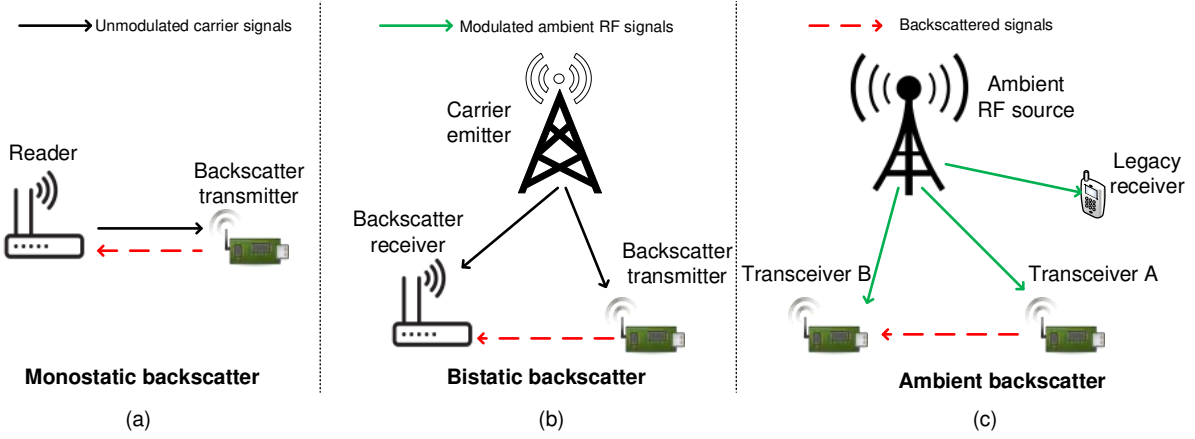 Unmodulated carrier signals
Modulated ambient RF signals
Backscattered signals
Reader
Backscatter
transmitter
Monostatic backscatter
(a)
Carrier
emitter
Backscatter
receiver
Backscatter
transmitter
Bistatic backscatter
(b)
Ambient
RF source
Legacy
receiver
Transceiver B
Transceiver A
Ambient backscatter
(c)